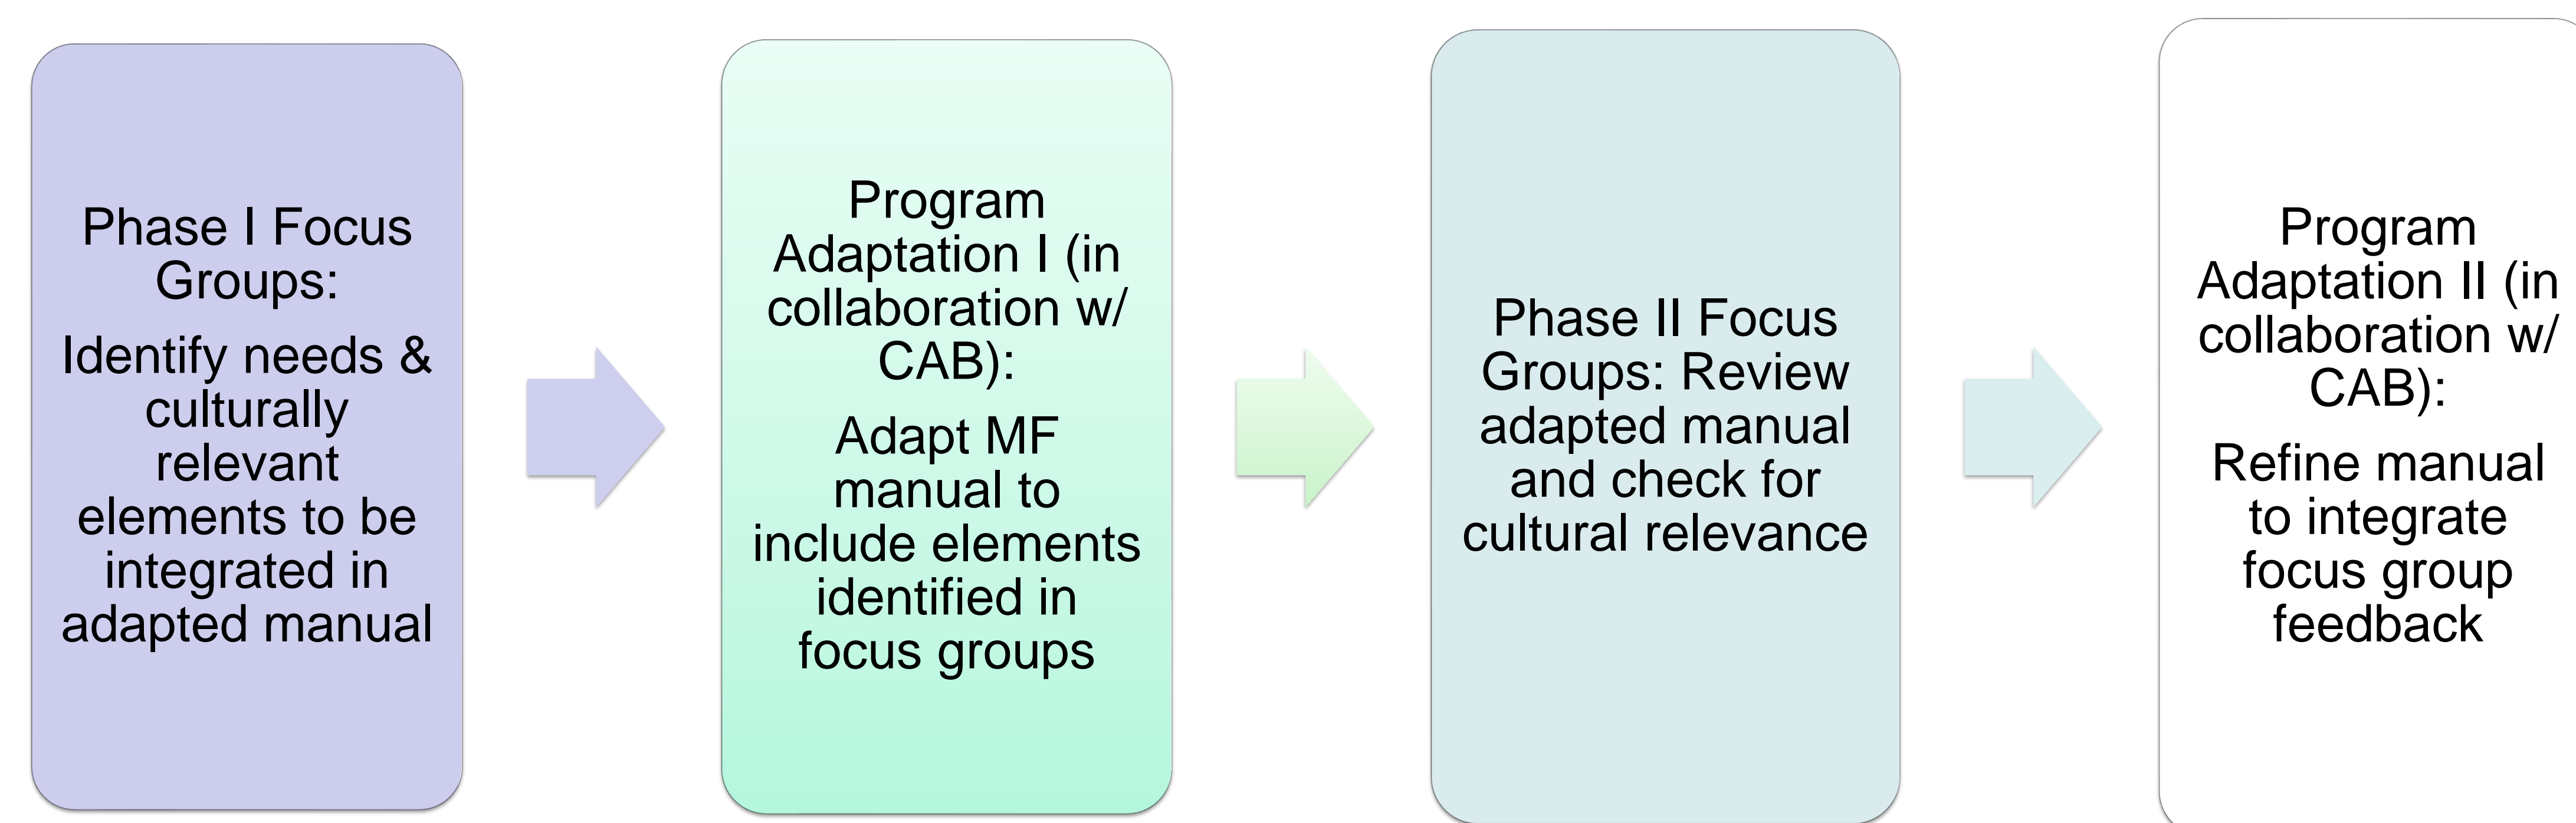 Phase I Focus
Groups:
Identify needs &
culturally
relevant
elements to be
integrated in
adapted manual
Program
Adaptation I (in
collaboration w/
CAB):
Adapt MF
manual to
include elements
identified in
focus groups
Phase II Focus
Groups: Review
adapted manual
and check for
cultural relevance
Program
Adaptation II (in
collaboration w/
CAB):
Refine manual
to integrate
focus group
feedback